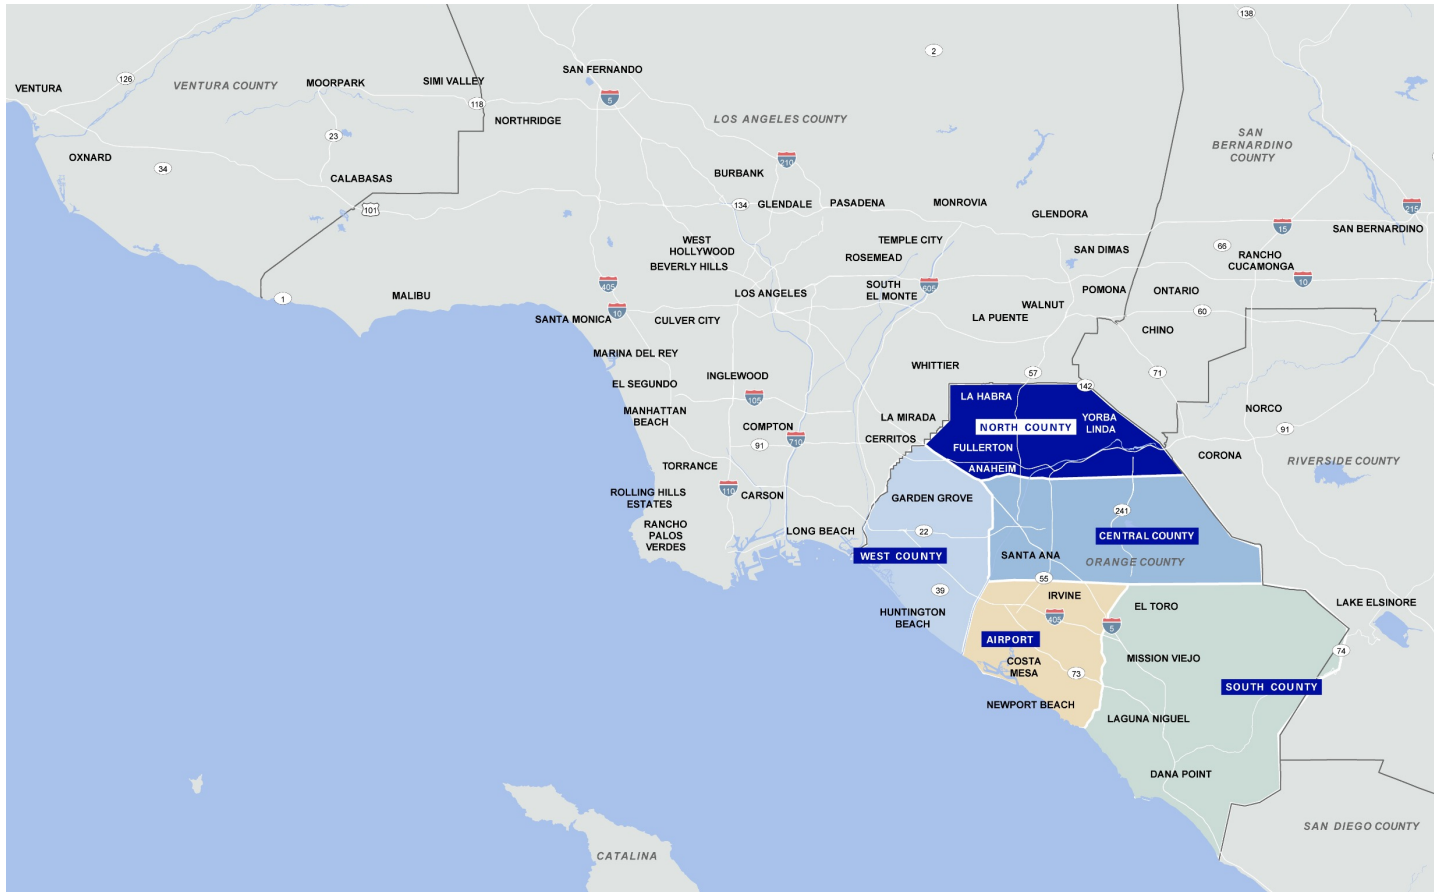 138
2
SAN FERNANDO
126
VENTURA COUNTY
MOORPARK
SIMI VALLEY
VENTURA
5
118
NORTHRIDGE
LOS ANGELES COUNTY
23
SAN
BERNARDINO
COUNTY
OXNARD
34
210
CALABASAS
BURBANK
101
134
GLENDALE
PASADENA
MONROVIA
GLENDORA
215
15
SAN BERNARDINO
WEST
HOLLYWOOD
TEMPLE CITY
SAN DIMAS
66
BEVERLY HILLS
ROSEMEAD
RANCHO
CUCAMONGA
405
SOUTH
EL MONTE
605
10
1
MALIBU
LOS ANGELES
POMONA
ONTARIO
WALNUT
10
SANTA MONICA
CULVER CITY
LA PUENTE
60
CHINO
MARINA DEL REY
WHITTIER
57
71
EL SEGUNDO
INGLEWOOD
142
105
LA HABRA
MANHATTAN
BEACH
LA MIRADA
YORBA
LINDA
NORCO
COMPTON
NORTH COUNTY
91
710
CERRITOS
91
FULLERTON
CORONA
RIVERSIDE COUNTY
TORRANCE
ANAHEIM
110
CARSON
ROLLING HILLS
ESTATES
GARDEN GROVE
241
RANCHO
PALOS
VERDES
LONG BEACH
22
CENTRAL COUNTY
WEST COUNTY
SANTA ANA
ORANGE COUNTY
55
39
IRVINE
HUNTINGTON
BEACH
405
EL TORO
LAKE ELSINORE
5
AIRPORT
74
COSTA
MESA
73
MISSION VIEJO
SOUTH COUNTY
NEWPORT BEACH
LAGUNA NIGUEL
DANA POINT
SAN DIEGO COUNTY
CATALINA